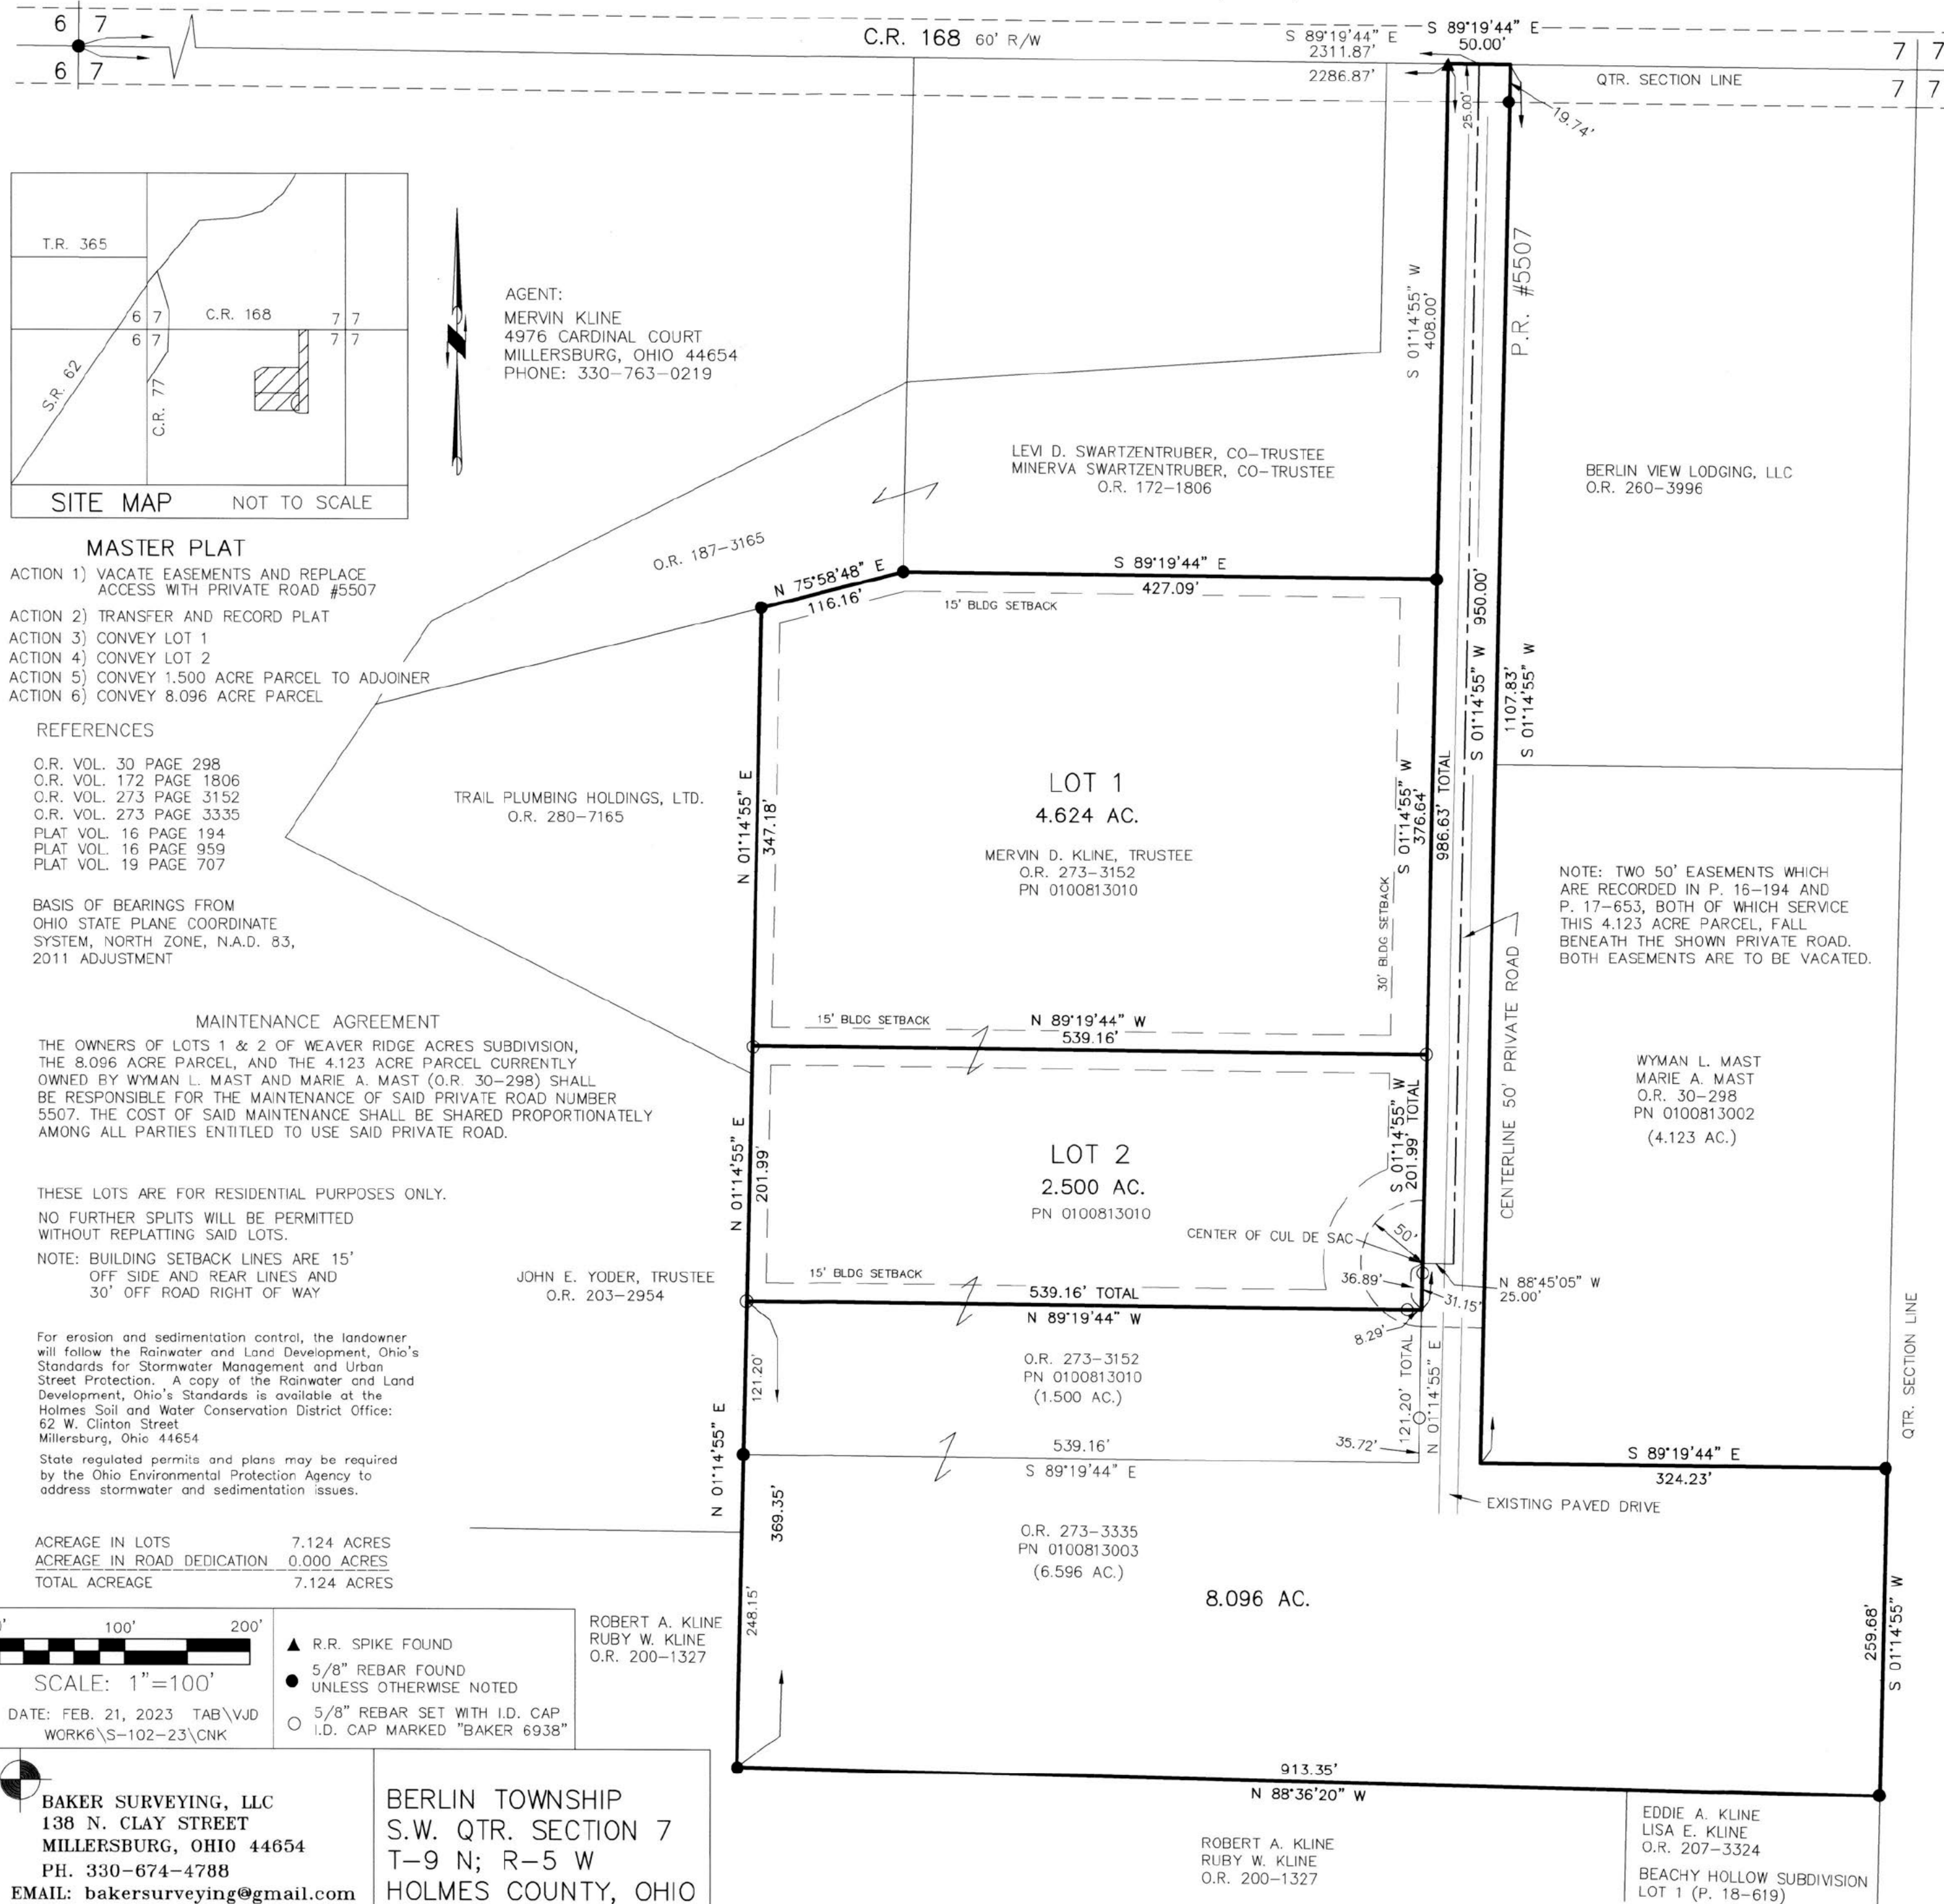 6 7
6 7
C.R. 168 60' R/W
S 89°19'44" E
2311.87'
2286.87'
S 89°19'44" E
50.00'
7 7
7 7
QTR. SECTION LINE
25.00'
19.74'
T.R. 365
C.R. 168
6 7
6 7
7 7
7 7
S.R. 62
C.R. 77
SITE MAP NOT TO SCALE
AGENT:
MERVIN KLINE
4976 CARDINAL COURT
MILLERSBURG, OHIO 44654
PHONE: 330-763-0219
S 01°14'55" W
408.00'
P.R. #5507
LEVI D. SWARTZENTRUBER, CO-TRUSTEE
MINERVA SWARTZENTRUBER, CO-TRUSTEE
O.R. 172-1806
BERLIN VIEW LODGING, LLC
O.R. 260-3996
MASTER PLAT
ACTION 1) VACATE EASEMENTS AND REPLACE
ACCESS WITH PRIVATE ROAD #5507
ACTION 2) TRANSFER AND RECORD PLAT
ACTION 3) CONVEY LOT 1
ACTION 4) CONVEY LOT 2
ACTION 5) CONVEY 1.500 ACRE PARCEL TO ADJOINER
ACTION 6) CONVEY 8.096 ACRE PARCEL
O.R. 187-3165
N 75°58'48" E
116.16'
S 89°19'44" E
427.09'
15' BLDG SETBACK
S 01°14'55" W 950.00'
1107.83'
S 01°14'55" W
REFERENCES
O.R. VOL. 30 PAGE 298
O.R. VOL. 172 PAGE 1806
O.R. VOL. 273 PAGE 3152
O.R. VOL. 273 PAGE 3335
PLAT VOL. 16 PAGE 194
PLAT VOL. 16 PAGE 959
PLAT VOL. 19 PAGE 707
BASIS OF BEARINGS FROM
OHIO STATE PLANE COORDINATE
SYSTEM, NORTH ZONE, N.A.D. 83,
2011 ADJUSTMENT
TRAIL PLUMBING HOLDINGS, LTD.
O.R. 280-7165
N 01°14'55" E
347.18'
LOT 1
4.624 AC.
MERVIN D. KLINE, TRUSTEE
O.R. 273-3152
PN 0100813010
S 01°14'55" W
376.64'
986.63' TOTAL
30' BLDG SETBACK
NOTE: TWO 50' EASEMENTS WHICH
ARE RECORDED IN P. 16-194 AND
P. 17-653, BOTH OF WHICH SERVICE
THIS 4.123 ACRE PARCEL, FALL
BENEATH THE SHOWN PRIVATE ROAD.
BOTH EASEMENTS ARE TO BE VACATED.
CENTERLINE 50' PRIVATE ROAD
15' BLDG SETBACK
N 89°19'44" W
539.16'
MAINTENANCE AGREEMENT
THE OWNERS OF LOTS 1 & 2 OF WEAVER RIDGE ACRES SUBDIVISION,
THE 8.096 ACRE PARCEL, AND THE 4.123 ACRE PARCEL CURRENTLY
OWNED BY WYMAN L. MAST AND MARIE A. MAST (O.R. 30-298) SHALL
BE RESPONSIBLE FOR THE MAINTENANCE OF SAID PRIVATE ROAD NUMBER
5507. THE COST OF SAID MAINTENANCE SHALL BE SHARED PROPORTIONATELY
AMONG ALL PARTIES ENTITLED TO USE SAID PRIVATE ROAD.
WYMAN L. MAST
MARIE A. MAST
O.R. 30-298
PN 0100813002
(4.123 AC.)
N 01°14'55" E
201.99'
LOT 2
2.500 AC.
PN 0100813010
S 01°14'55" W
201.99' TOTAL
CENTER OF CUL DE SAC
50'
36.89'
31.15'
8.29'
N 88°45'05" W
25.00'
THESE LOTS ARE FOR RESIDENTIAL PURPOSES ONLY.
NO FURTHER SPLITS WILL BE PERMITTED
WITHOUT REPLATTING SAID LOTS.
NOTE: BUILDING SETBACK LINES ARE 15'
OFF SIDE AND REAR LINES AND
30' OFF ROAD RIGHT OF WAY
JOHN E. YODER, TRUSTEE
O.R. 203-2954
15' BLDG SETBACK
539.16' TOTAL
N 89°19'44" W
For erosion and sedimentation control, the landowner
will follow the Rainwater and Land Development, Ohio's
Standards for Stormwater Management and Urban
Street Protection. A copy of the Rainwater and Land
Development, Ohio's Standards is available at the
Holmes Soil and Water Conservation District Office:
62 W. Clinton Street
Millersburg, Ohio 44654
State regulated permits and plans may be required
by the Ohio Environmental Protection Agency to
address stormwater and sedimentation issues.
121.20'
O.R. 273-3152
PN 0100813010
(1.500 AC.)
121.20' TOTAL
N 01°14'55" E
QTR. SECTION LINE
N 01°14'55" E
369.35'
539.16'
S 89°19'44" E
35.72'
S 89°19'44" E
324.23'
EXISTING PAVED DRIVE
O.R. 273-3335
PN 0100813003
(6.596 AC.)
8.096 AC.
248.15'
259.68'
S 01°14'55" W
ACREAGE IN LOTS 7.124 ACRES
ACREAGE IN ROAD DEDICATION 0.000 ACRES
TOTAL ACREAGE 7.124 ACRES
100' 200'
SCALE: 1"=100'
DATE: FEB. 21, 2023 TAB\VJD
WORK6\S-102-23\CNK
R.R. SPIKE FOUND
5/8" REBAR FOUND
UNLESS OTHERWISE NOTED
5/8" REBAR SET WITH I.D. CAP
I.D. CAP MARKED "BAKER 6938"
ROBERT A. KLINE
RUBY W. KLINE
O.R. 200-1327
913.35'
N 88°36'20" W
BAKER SURVEYING, LLC
138 N. CLAY STREET
MILLERSBURG, OHIO 44654
PH. 330-674-4788
EMAIL: bakersurveying@gmail.com
BERLIN TOWNSHIP
S.W. QTR. SECTION 7
T-9 N; R-5 W
HOLMES COUNTY, OHIO
ROBERT A. KLINE
RUBY W. KLINE
O.R. 200-1327
EDDIE A. KLINE
LISA E. KLINE
O.R. 207-3324
BEACHY HOLLOW SUBDIVISION
LOT 1 (P. 18-619)